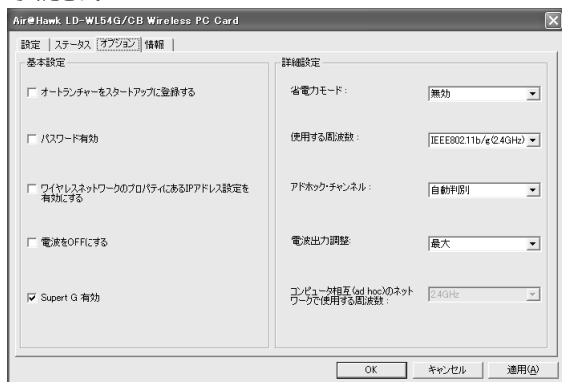 Air@Hawk LD-WL54G/CB Wireless PC Card
設定 ステータス オプション 情報
基本設定
オートランチャーをスタートアップに登録する
パスワード有効
ワイヤレスネットワークのプロパティにあるIPアドレス設定を
有効にする
電波をOFFにする
Supert G 有効
詳細設定
省電力モード:
無効
使用する周波数:
IEEE802.11b/g(2.4GHz)
アドホック・チャンネル:
自動判別
電波出力調整:
最大
コンピュータ相互(ad hoc)のネット
ワークで使用する周波数:
2.4GHz
OK キャンセル 適用(A)